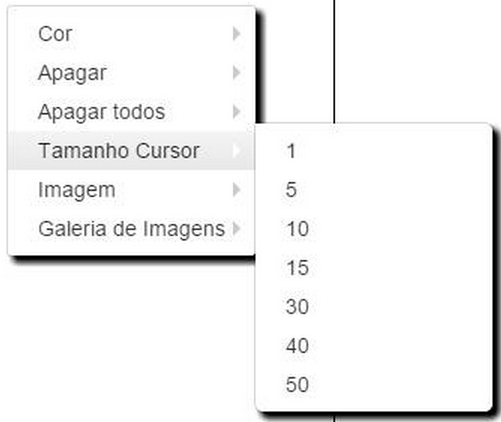 Cor
Apagar
Apagar todos
Tamanho Cursor
Imagem
Galeria de Imagens
1
5
10
15
30
40
50